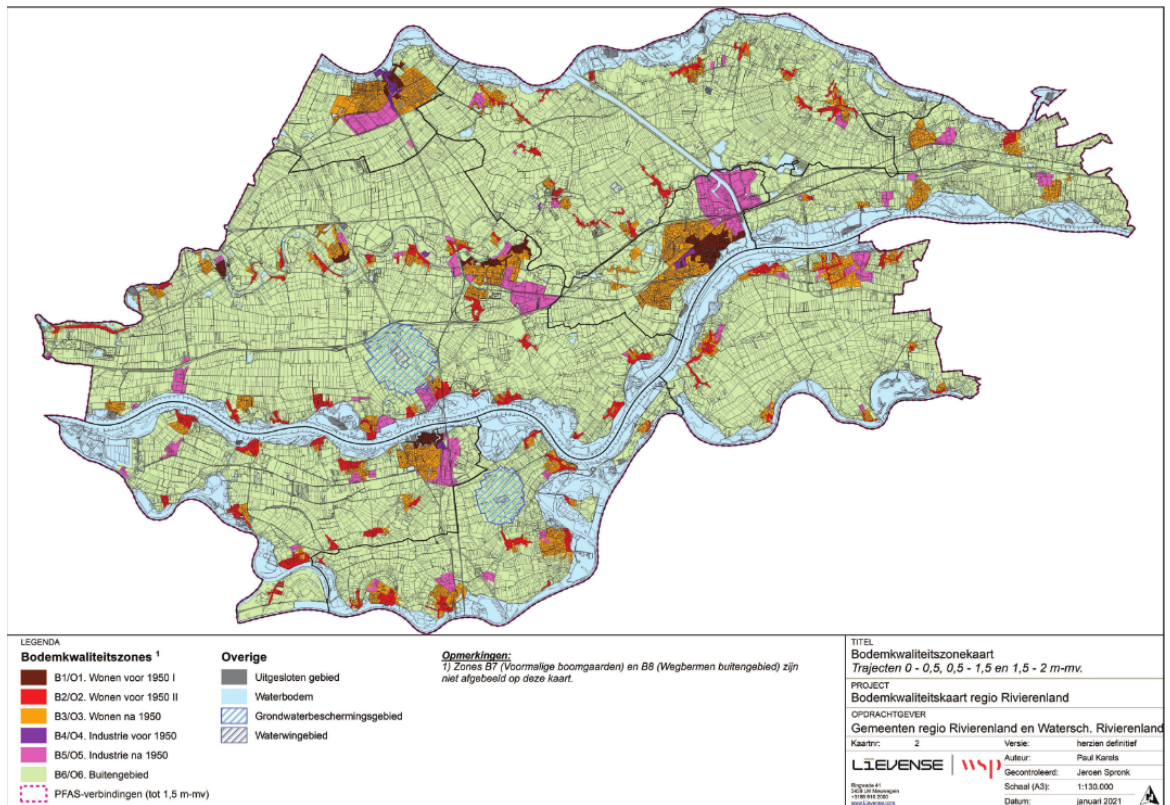 LEGENDA
Bodemkwaliteitszones 1
B1/O1. Wonen voor 1950 I
B2/O2. Wonen voor 1950 II
B3/O3. Wonen na 1950
B4/O4. Industrie voor 1950
B5/O5. Industrie na 1950
B6/O6. Buitengebied
PFAS-verbindingen (tot 1,5 m-mv)
Overige
Uitgesloten gebied
Waterbodem
Grondwaterbeschermingsgebied
Waterwingebied
Opmerkingen:
1) Zones B7 (Voormalige boomgaarden) en B8 (Wegbermen buitengebied) zijn
niet afgebeeld op deze kaart.
TITEL
Bodemkwaliteitszonekaart
Trajecten 0 - 0,5, 0,5 - 1,5 en 1,5 - 2 m-mv.
PROJECT
Bodemkwaliteitskaart regio Rivierenland
OPDRACHTGEVER
Gemeenten regio Rivierenland en Watersch. Rivierenland
Kaartnr: 2
Versie: herzien definitief
LIEVENSE | wsp
Auteur: Paul Karels
Gecontroleerd: Jeroen Spronk
Ringwade 41
Schaal (A3): 1:130.000
www.Lievense.com
Datum: januari 2021